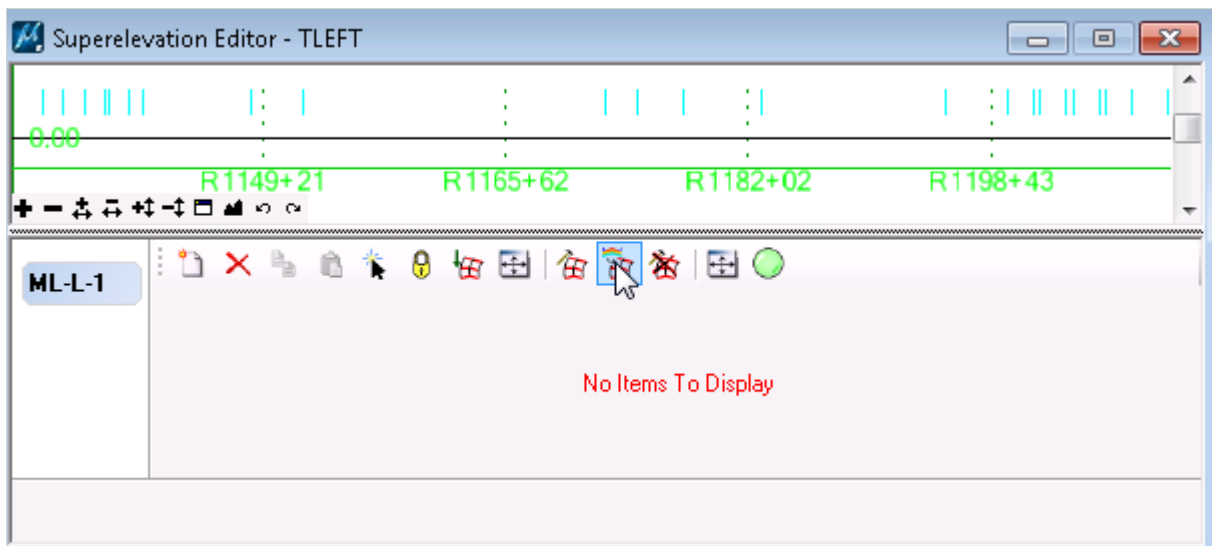 Superelevation Editor - TLEFT
0.00
R1149+21 R1165+62 R1182+02 R1198+43
ML-L-1
No Items To Display